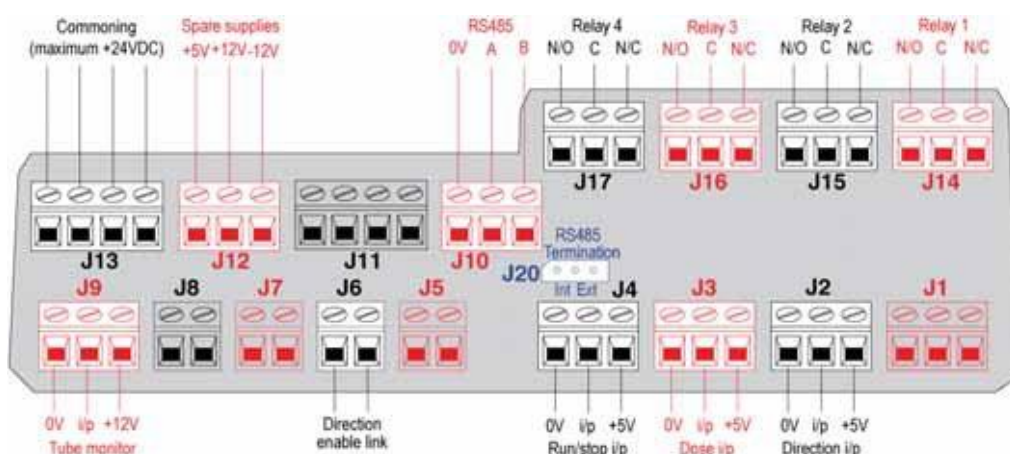 Commoning
(maximum +24VDC)
Spare supplies
+5V +12V -12V
RS485
0V A B
Relay 4
N/O C N/C
Relay 3
N/O C N/C
Relay 2
N/O C N/C
Relay 1
N/O C N/C
J17 J16 J15 J14
J13 J12 J11 J10
RS485
Termination
J20
Int Ext
J9 J8 J7 J6 J5 J4 J3 J2 J1
0V i/p +12V
Tube monitor
Direction
enable link
0V i/p +5V
Run/stop i/p
0V i/p +5V
Dose i/p
0V i/p +5V
Direction i/p